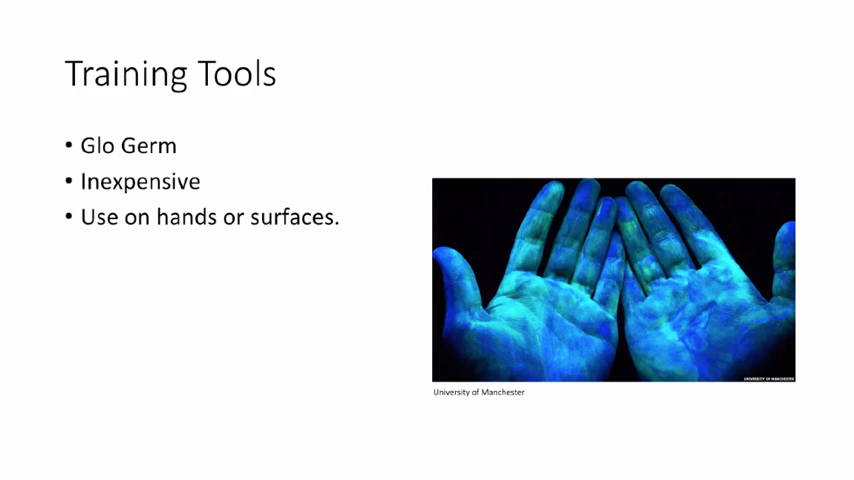 Training Tools
• Glo Germ
• Inexpensive
• Use on hands or surfaces.
UNIVERSITY OF MANCHESTER
University of Manchester